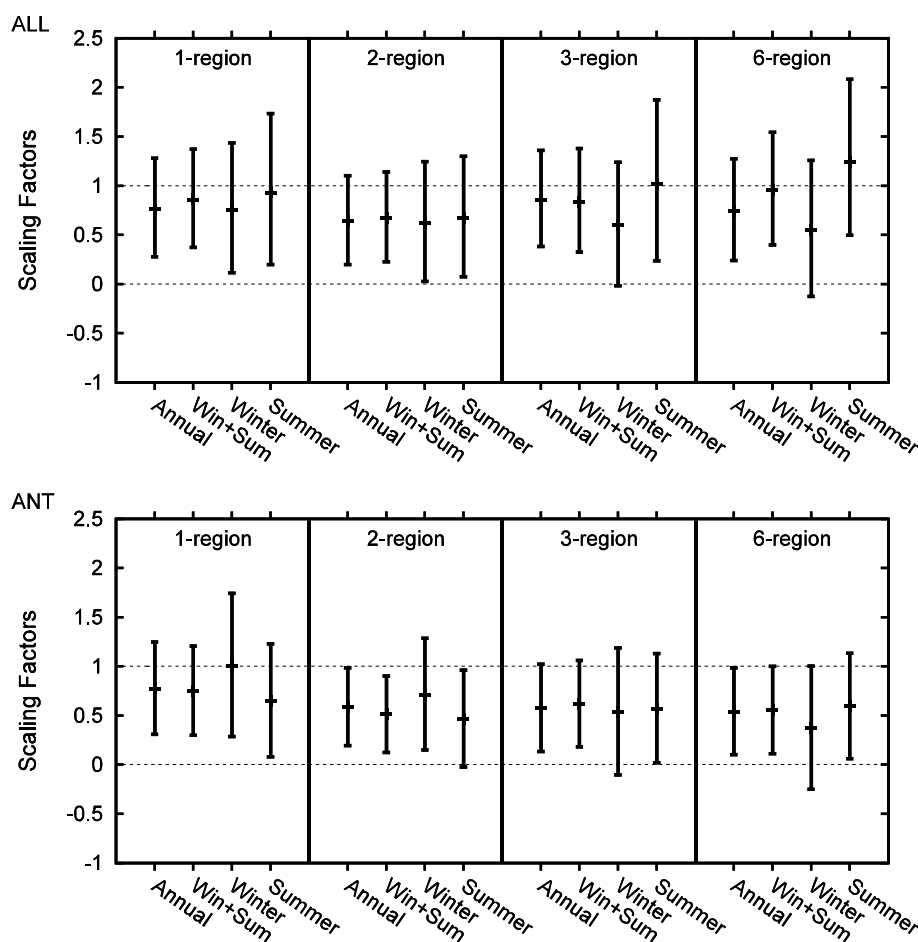 ALL
2.5
1-region 2-region 3-region 6-region
2
1.5
1
0.5
0
-0.5
-1
Scaling Factors
Annual Win+Sum Winter Summer Annual Win+Sum Winter Summer Annual Win+Sum Winter Summer Annual Win+Sum Winter Summer
ANT
2.5
1-region 2-region 3-region 6-region
2
1.5
1
0.5
0
-0.5
-1
Scaling Factors
Annual Win+Sum Winter Summer Annual Win+Sum Winter Summer Annual Win+Sum Winter Summer Annual Win+Sum Winter Summer